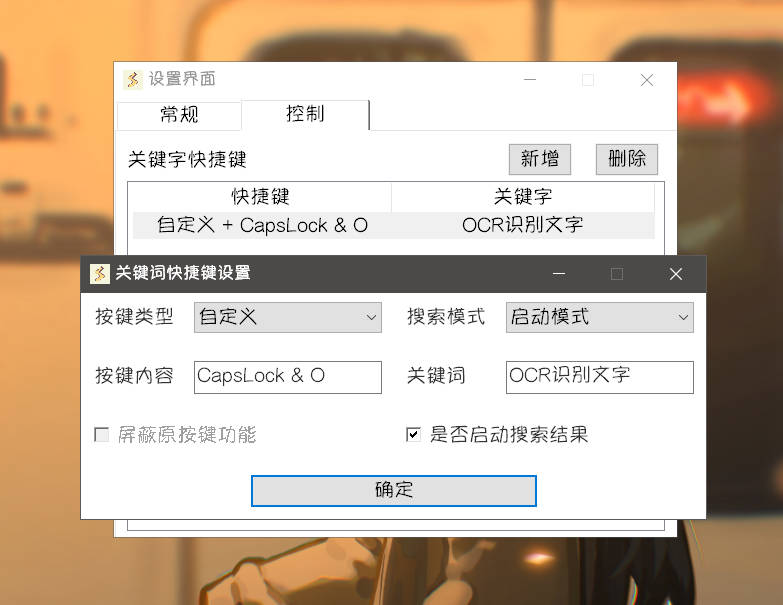 设置界面
常规 控制
关键字快捷键 新增 删除
快捷键 关键字
自定义 + CapsLock & O OCR识别文字
关键词快捷键设置
按键类型 自定义 搜索模式 启动模式
按键内容 CapsLock & O 关键词 OCR识别文字
屏蔽原按键功能 是否启动搜索结果
确定